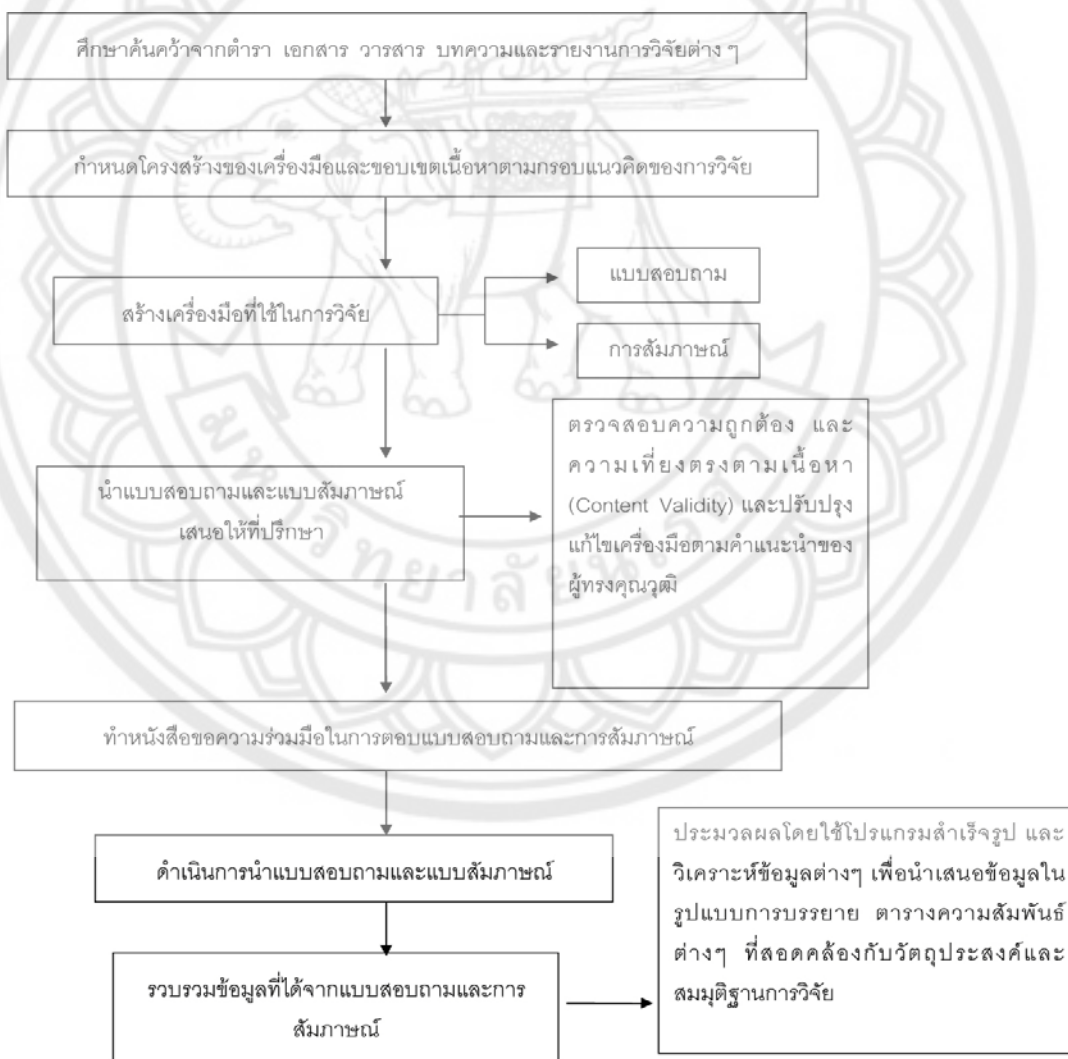 ศึกษาค้นคว้าจากตำรา เอกสาร วารสาร บทความและรายงานการวิจัยต่าง ๆ
กำหนดโครงสร้างของเครื่องมือและขอบเขตเนื้อหาตามกรอบแนวคิดของการวิจัย
สร้างเครื่องมือที่ใช้ในการวิจัย
แบบสอบถาม
การสัมภาษณ์
นำแบบสอบถามและแบบสัมภาษณ์
เสนอให้ที่ปรึกษา
ตรวจสอบความถูกต้อง และ
ความเที่ยงตรงตามเนื้อหา
(Content Validity) และปรับปรุง
แก้ไขเครื่องมือตามคำแนะนำของ
ผู้ทรงคุณวุฒิ
ทำหนังสือขอความร่วมมือในการตอบแบบสอบถามและการสัมภาษณ์
ดำเนินการนำแบบสอบถามและแบบสัมภาษณ์
รวบรวมข้อมูลที่ได้จากแบบสอบถามและการ
สัมภาษณ์
ประมวลผลโดยใช้โปรแกรมสำเร็จรูป และ
วิเคราะห์ข้อมูลต่างๆ เพื่อนำเสนอข้อมูลใน
รูปแบบการบรรยาย ตารางความสัมพันธ์
ต่างๆ ที่สอดคล้องกับวัตถุประสงค์และ
สมมุติฐานการวิจัย